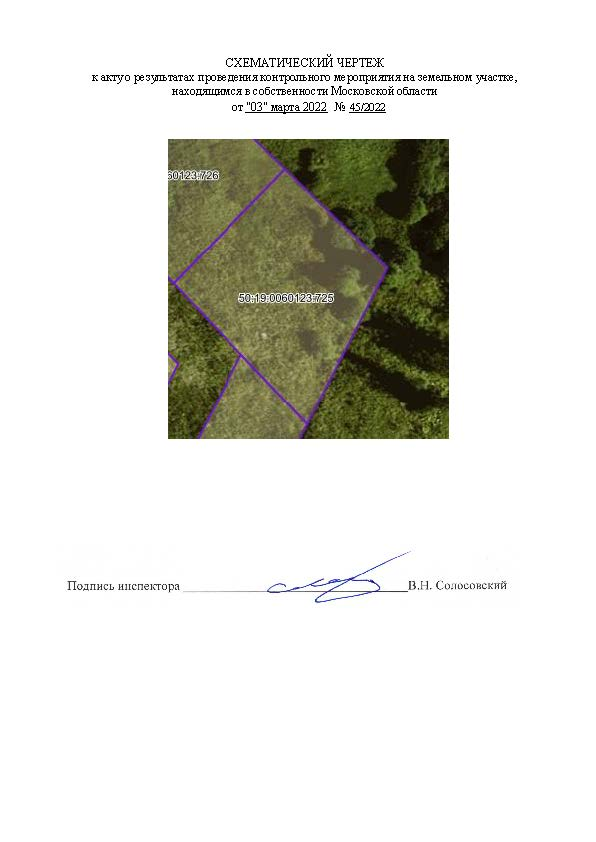 СХЕМАТИЧЕСКИЙ ЧЕРТЕЖ
к акту о результатах проведения контрольного мероприятия на земельном участке,
находящимся в собственности Московской области
от "03" марта 2022 № 45/2022
60123:726
50:19:0060123:725
Подпись инспектора В.Н. Солосовский